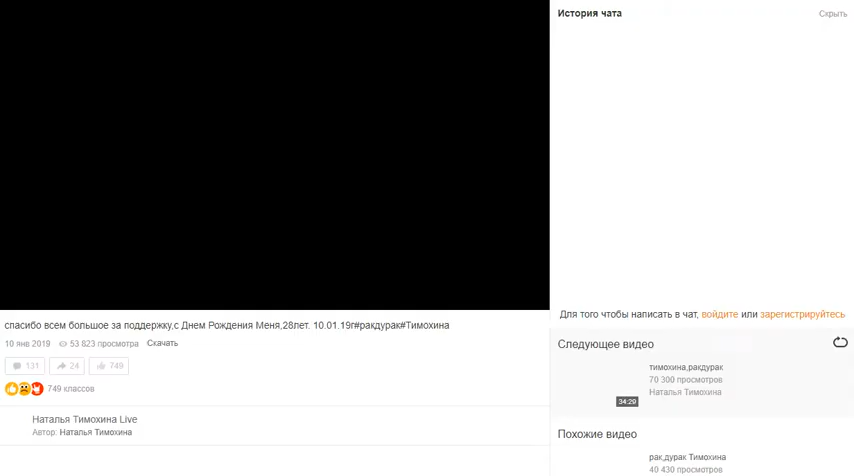 История чата
Скрыть
спасибо всем большое за поддержку,с Днем Рождения Меня,28лет. 10.01.19г#ракдурак#Тимохина
10 янв 2019 53 823 просмотра Скачать
131 24 749
749 классов
Наталья Тимохина Live
Автор: Наталья Тимохина
Для того чтобы написать в чат, войдите или зарегистрируйтесь
Следующее видео
34:29
тимохина,ракдурак
70 300 просмотров
Наталья Тимохина
Похожие видео
рак,дурак Тимохина
40 430 просмотров